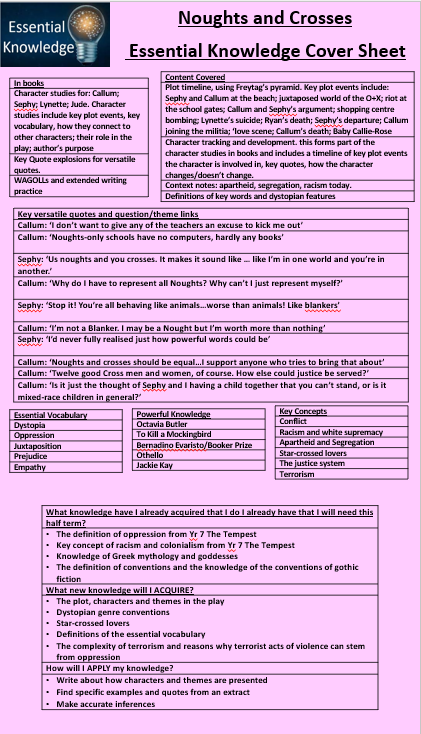 Essential
Knowledge
Noughts and Crosses
Essential Knowledge Cover Sheet
In books
Character studies for: Callum;
Sephy; Lynette; Jude. Character
studies include key plot events, key
vocabulary, how they connect to
other characters; their role in the
play; author's purpose
Key Quote explosions for versatile
quotes.
WAGOLLs and extended writing
practice
Content Covered
Plot timeline, using Freytag's pyramid. Key plot events include:
Sephy and Callum at the beach; juxtaposed world of the O+X; riot at
the school gates; Callum and Sephy's argument; shopping centre
bombing; Lynette's suicide; Ryan's death; Sephy's departure; Callum
joining the militia; 'love scene; Callum's death; Baby Callie-Rose
Character tracking and development. this forms part of the
character studies in books and includes a timeline of key plot events
the character is involved in, key quotes, how the character
changes/doesn't change.
Context notes: apartheid, segregation, racism today.
Definitions of key words and dystopian features
Key versatile quotes and question/theme links
Callum: 'I don't want to give any of the teachers an excuse to kick me out'
Callum: 'Noughts-only schools have no computers, hardly any books'
Sephy: 'Us noughts and you crosses. It makes it sound like … like I'm in one world and you're in
another.'
Callum: 'Why do I have to represent all Noughts? Why can't I just represent myself?'
Sephy: 'Stop it! You're all behaving like animals…worse than animals! Like blankers'
Callum: 'I'm not a Blanker. I may be a Nought but I'm worth more than nothing'
Sephy: 'I'd never fully realised just how powerful words could be'
Callum: 'Noughts and crosses should be equal…I support anyone who tries to bring that about'
Callum: 'Twelve good Cross men and women, of course. How else could justice be served?'
Callum: 'Is it just the thought of Sephy and I having a child together that you can't stand, or is it
mixed-race children in general?'
Essential Vocabulary
Dystopia
Oppression
Juxtaposition
Prejudice
Empathy
Powerful Knowledge
Octavia Butler
To Kill a Mockingbird
Bernadino Evaristo/Booker Prize
Othello
Jackie Kay
Key Concepts
Conflict
Racism and white supremacy
Apartheid and Segregation
Star-crossed lovers
The justice system
Terrorism
What knowledge have I already acquired that I do I already have that I will need this
half term?
• The definition of oppression from Yr 7 The Tempest
• Key concept of racism and colonialism from Yr 7 The Tempest
• Knowledge of Greek mythology and goddesses
• The definition of conventions and the knowledge of the conventions of gothic
fiction
What new knowledge will I ACQUIRE?
• The plot, characters and themes in the play
• Dystopian genre conventions
• Star-crossed lovers
• Definitions of the essential vocabulary
• The complexity of terrorism and reasons why terrorist acts of violence can stem
from oppression
How will I APPLY my knowledge?
• Write about how characters and themes are presented
• Find specific examples and quotes from an extract
• Make accurate inferences